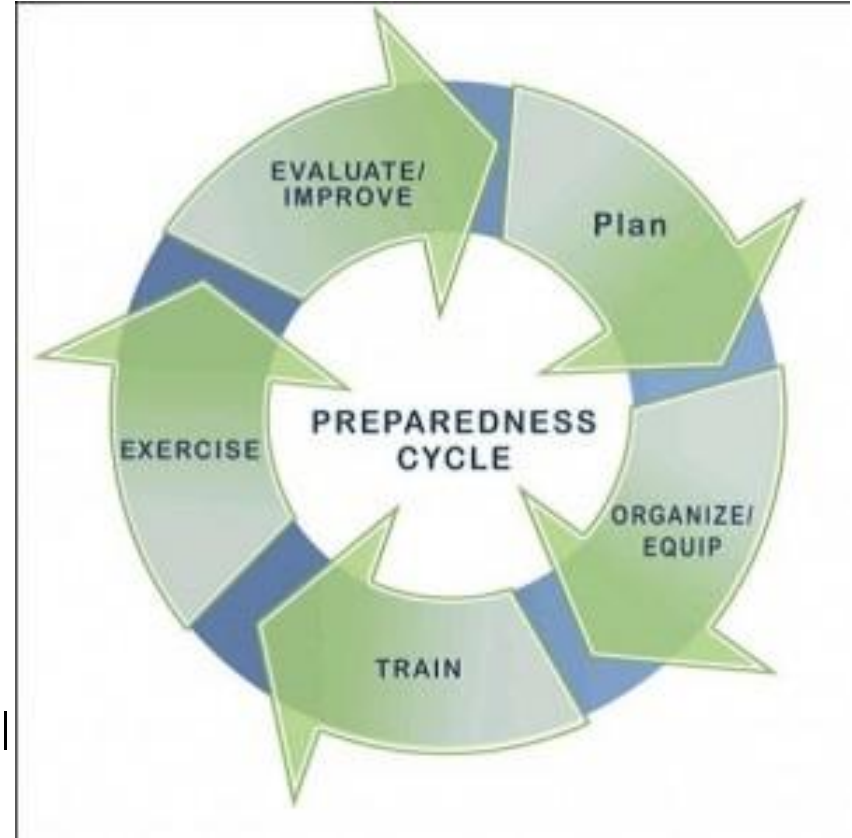 EVALUATE/
IMPROVE
Plan
ORGANIZE/
EQUIP
TRAIN
EXERCISE
PREPAREDNESS
CYCLE